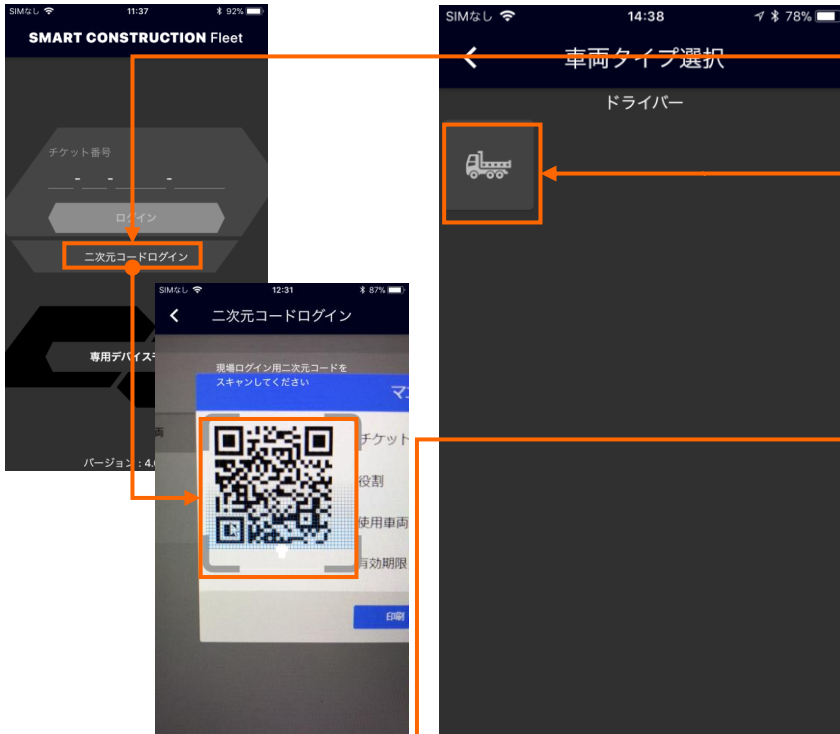 SIMなし 11:37 92%
SMART CONSTRUCTION Fleet
チケット番号
- - - -
ログイン
二次元コードログイン
専用デバイスモ
バージョン：4.
SIMなし 12:31 87%
二次元コードログイン
現場ログイン用二次元コードを
スキャンしてください
マ
チケット
役割
使用車両
有効期限
印刷
両
SIMなし 14:38 78%
車両タイプ選択
ドライバー